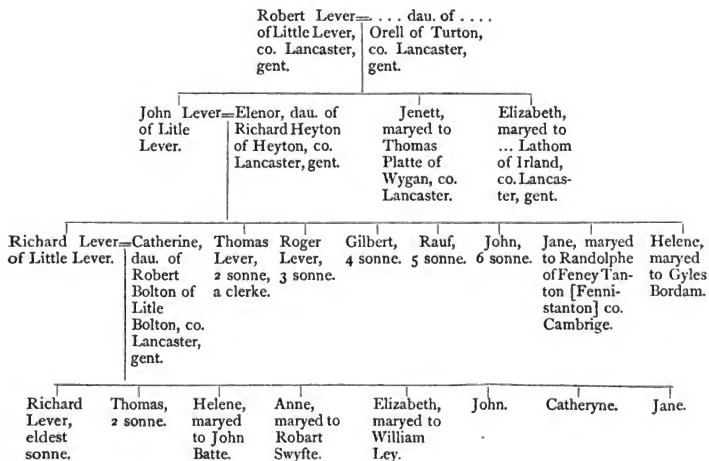 Robert Lever=. . . . dau. of . . . .
of Little Lever, Orell of Turton,
co. Lancaster, co. Lancaster,
gent. gent.
John Lever=Elenor, dau. of
of Litle Richard Heyton
Lever. of Heyton, co.
Lancaster, gent.
Jenett,
maryed to
Thomas
Platte of
Wygan, co.
Lancaster.
Elizabeth,
maryed to
... Lathom
of Irland,
co. Lancas-
ter, gent.
Richard Lever=Catherine,
of Little Lever. dau. of
Robert
Bolton of
Litle
Bolton, co.
Lancaster,
gent.
Thomas
Lever,
2 sonne,
a clerke.
Roger
Lever,
3 sonne.
Gilbert,
4 sonne.
Rauf,
5 sonne.
John,
6 sonne.
Jane, maryed
to Randolphe
of Feney Tan-
ton [Fenni-
stanton] co.
Cambrige.
Helene,
maryed
to Gyles
Bordam.
Richard
Lever,
eldest
sonne.
Thomas,
2 sonne.
Helene,
maryed
to John
Batte.
Anne,
maryed to
Robart
Swyfte.
Elizabeth,
maryed to
William
Ley.
John.
Catheryne.
Jane.